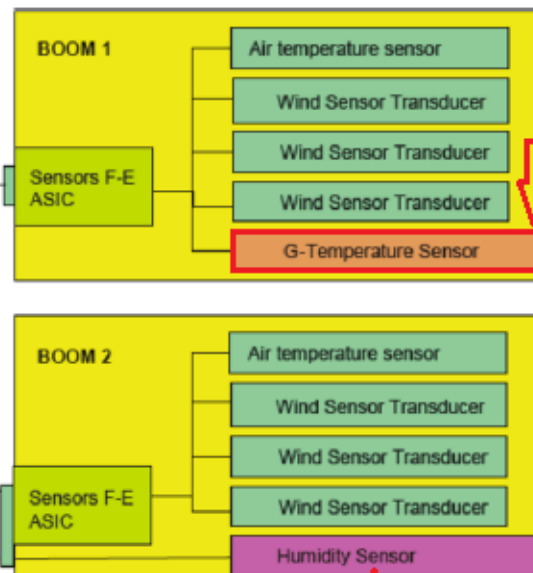 BOOM 1
Air temperature sensor
Wind Sensor Transducer
Wind Sensor Transducer
Sensors F-E
ASIC
Wind Sensor Transducer
G-Temperature Sensor
BOOM 2
Air temperature sensor
Wind Sensor Transducer
Wind Sensor Transducer
Sensors F-E
ASIC
Wind Sensor Transducer
Humidity Sensor